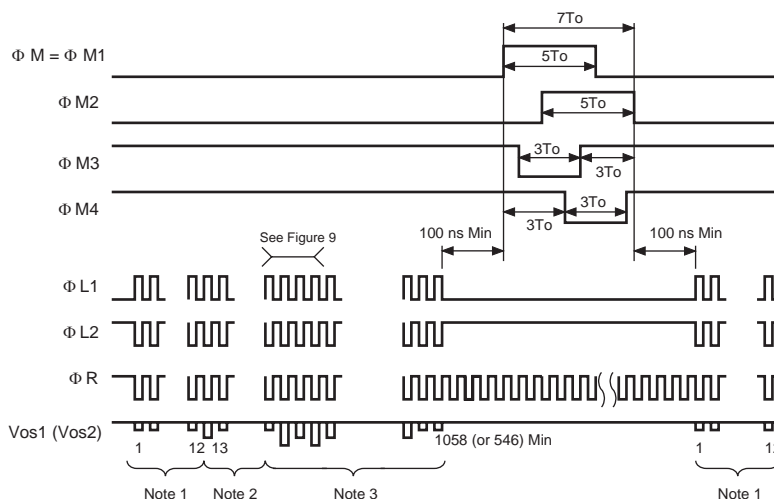 7To
Φ M = Φ M1
5To
Φ M2
5To
Φ M3
3To
3To
Φ M4
3To
3To
See Figure 9
100 ns Min
100 ns Min
Φ L1
Φ L2
Φ R
Vos1 (Vos2)
1
12
13
1058 (or 546) Min
1
Note 1
Note 2
Note 3
Note 1